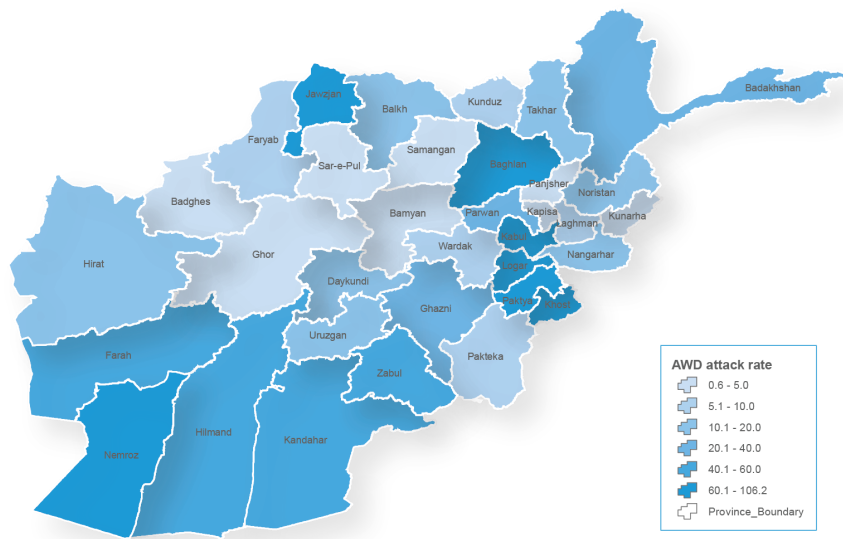 Jawzjan
Badakhshan
Balkh
Kunduz
Takhar
Faryab
Samangan
Sar-e-Pul
Baghlan
Panjsher
Noristan
Badghes
Bamyan
Parwan
Kapisa
Laghman
Kunarha
Kabul
Ghor
Wardak
Nangarhar
Hirat
Logar
Daykundi
Paktya
Khost
Ghazni
Uruzgan
Farah
Pakteka
Zabul
Hilmand
Kandahar
Nemroz
AWD attack rate
0.6 - 5.0
5.1 - 10.0
10.1 - 20.0
20.1 - 40.0
40.1 - 60.0
60.1 - 106.2
Province_Boundary